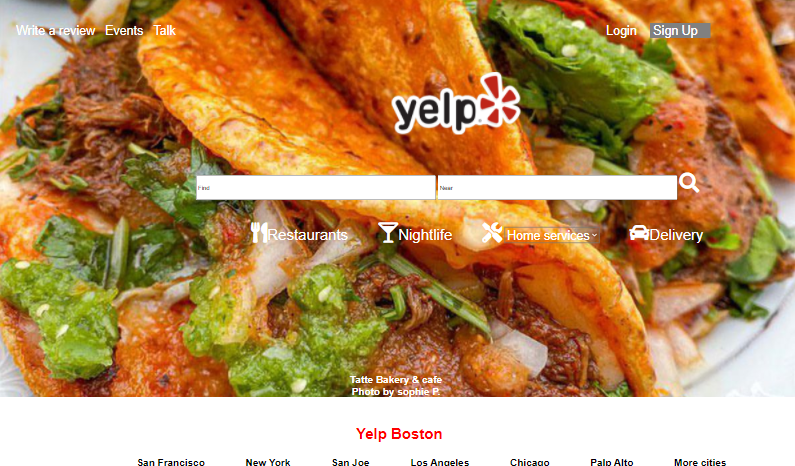 Write a review Events Talk Login Sign Up
yelp
Find Near
Restaurants Nightlife Home services Delivery
Tatte Bakery & cafe
Photo by sophie P.
Yelp Boston
San Francisco New York San Joe Los Angeles Chicago Palo Alto More cities